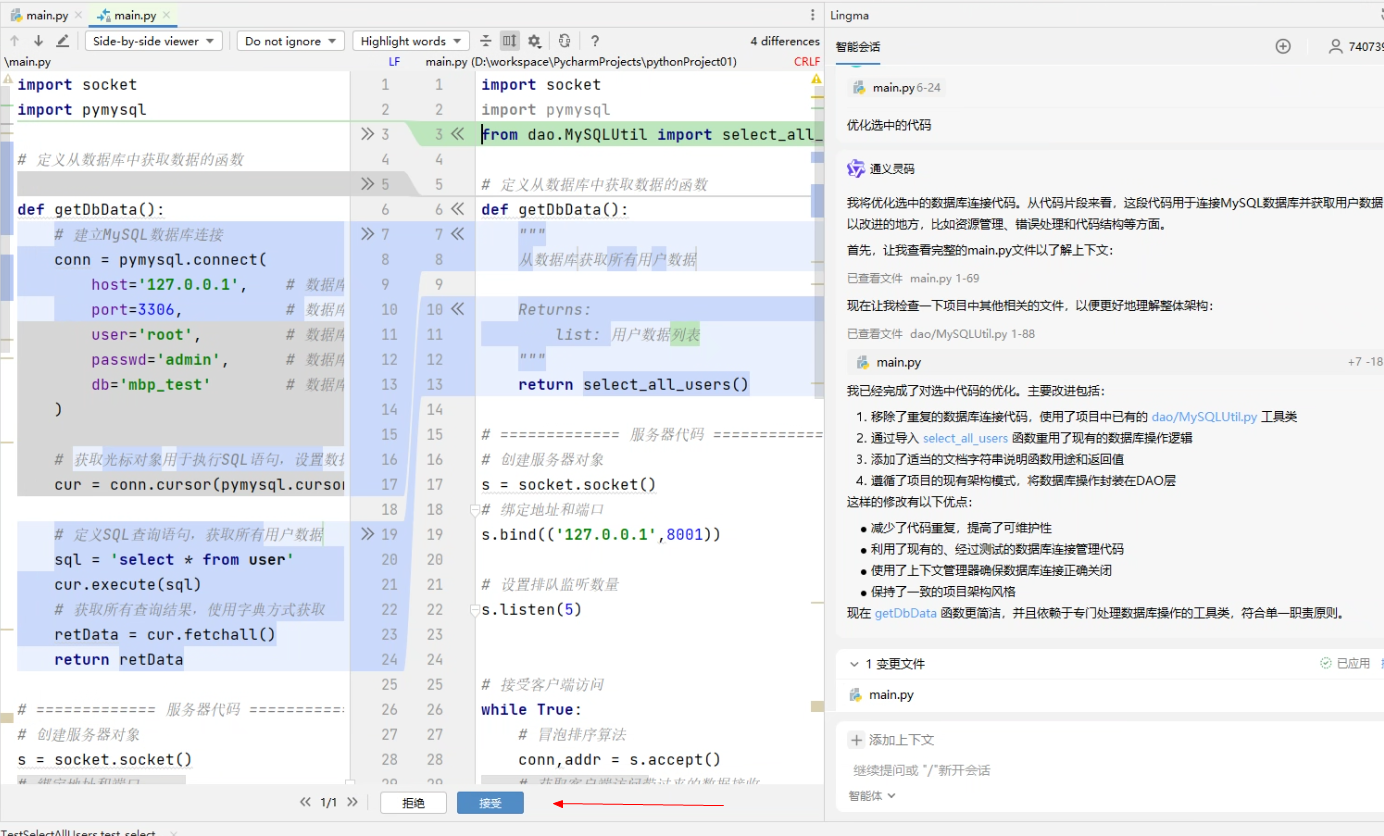 main.py
main.py
Side-by-side viewer
Do not ignore
Highlight words
?
4 differences
\main.py
LF
main.py (D:\workspace\PycharmProjects\pythonProject01)
CRLF
1 import socket
2 import pymysql
3
4 # 定义从数据库中获取数据的函数
5
6 def getDbData():
7 # 建立MySQL数据库连接
8 conn = pymysql.connect(
9 host='127.0.0.1', # 数据库
10 port=3306, # 数据库
11 user='root', # 数据库
12 passwd='admin', # 数据库
13 db='mbp_test' # 数据库
14 )
15
16 # 获取光标对象用于执行SQL语句，设置数据
17 cur = conn.cursor(pymysql.cursor
18
19 # 定义SQL查询语句，获取所有用户数据
20 sql = 'select * from user'
21 cur.execute(sql)
22 # 获取所有查询结果，使用字典方式获取
23 retData = cur.fetchall()
24 return retData
25
26 # ============= 服务器代码 ===========
27 # 创建服务器对象
28 s = socket.socket()
29 # 绑定地址和端口
1 import socket
2 import pymysql
3 from dao.MySQLUtil import select_all_
4
5 # 定义从数据库中获取数据的函数
6 def getDbData():
7 """
8 从数据库获取所有用户数据
9
10 Returns:
11 list: 用户数据列表
12 """
13 return select_all_users()
14
15 # ============= 服务器代码 ============
16 # 创建服务器对象
17 s = socket.socket()
18 # 绑定地址和端口
19 s.bind(('127.0.0.1',8001))
20
21 # 设置排队监听数量
22 s.listen(5)
23
24
25 # 接受客户端访问
26 while True:
27 # 冒泡排序算法
28 conn,addr = s.accept()
29 # 获取客户端访问带过来的数据接收
1/1
拒绝
接受
TestSelectAllUsers.test_select
Lingma
智能会话
740739
main.py 6-24
优化选中的代码
通义灵码
我将优化选中的数据库连接代码。从代码片段来看，这段代码用于连接MySQL数据库并获取用户数据
以改进的地方，比如资源管理、错误处理和代码结构等方面。
首先，让我查看完整的main.py文件以了解上下文：
已查看文件 main.py 1-69
现在让我检查一下项目中其他相关的文件，以便更好地理解整体架构：
已查看文件 dao/MySQLUtil.py 1-88
main.py +7 -18
我已经完成了对选中代码的优化。主要改进包括：
1. 移除了重复的数据库连接代码，使用了项目中已有的 dao/MySQLUtil.py 工具类
2. 通过导入 select_all_users 函数重用了现有的数据库操作逻辑
3. 添加了适当的文档字符串说明函数用途和返回值
4. 遵循了项目的现有架构模式，将数据库操作封装在DAO层
这样的修改有以下优点：
● 减少了代码重复，提高了可维护性
● 利用了现有的、经过测试的数据库连接管理代码
● 使用了上下文管理器确保数据库连接正确关闭
● 保持了一致的项目架构风格
现在 getDbData 函数更简洁，并且依赖于专门处理数据库操作的工具类，符合单一职责原则。
1 变更文件
已应用
main.py
添加上下文
继续提问或 "/"新开会话
智能体